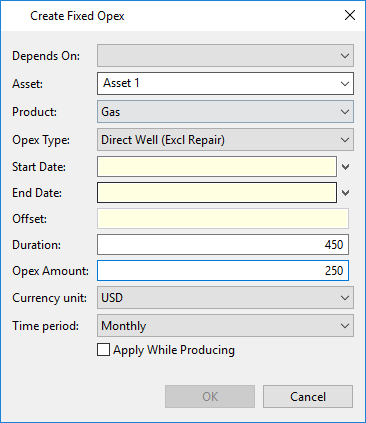 Create Fixed Opex
Depends On:
Asset: Asset 1
Product: Gas
Opex Type: Direct Well (Excl Repair)
Start Date:
End Date:
Offset:
Duration: 450
Opex Amount: 250
Currency unit: USD
Time period: Monthly
Apply While Producing
OK Cancel